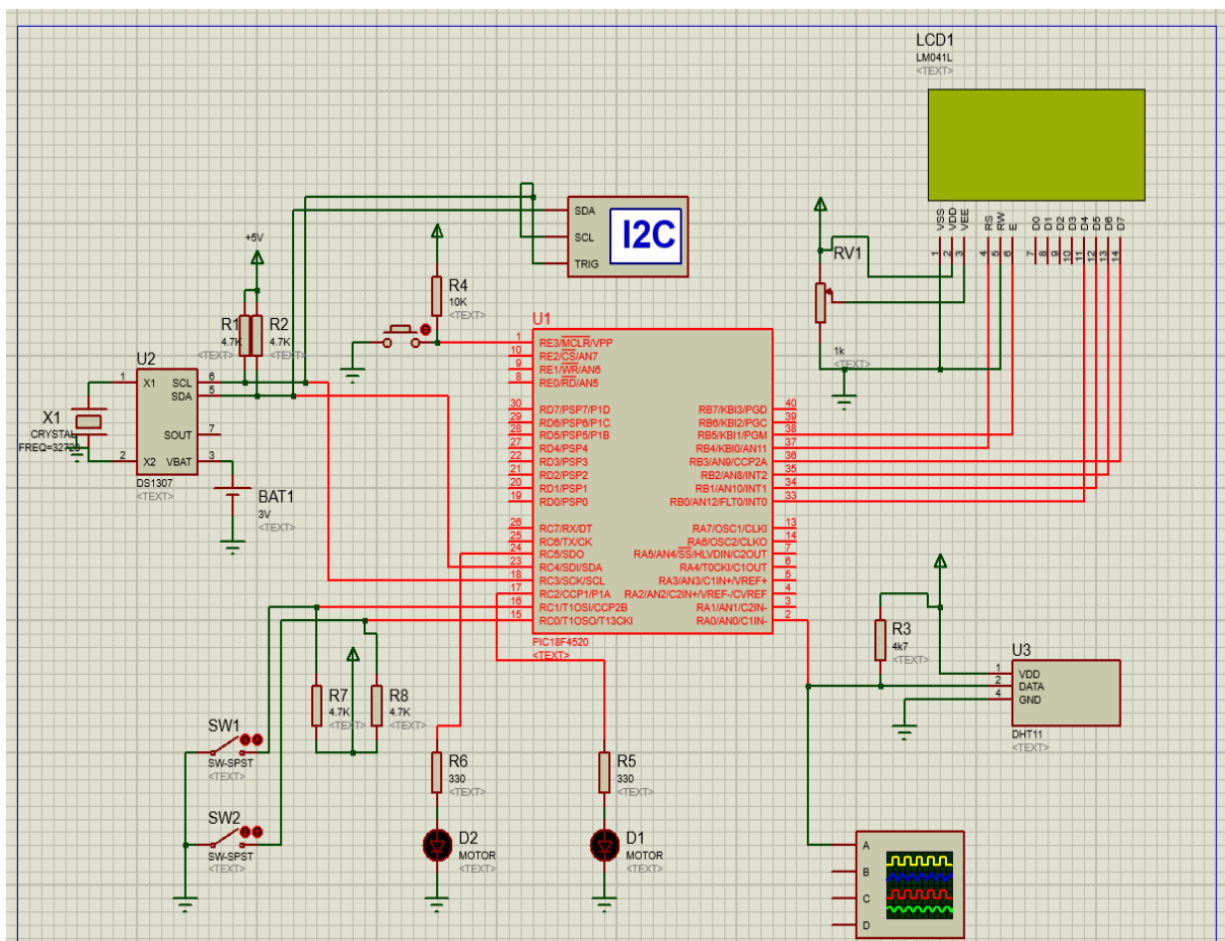 LCD1
LM041L
<TEXT>
VSS
VDD
VEE
RS
RW
E
D0
D1
D2
D3
D4
D5
D6
D7
1
2
3
4
5
6
7
8
9
10
11
12
13
14
RV1
1k
<TEXT>
SDA
SCL
TRIG
I2C
+5V
R1
4.7K
<TEXT>
R2
4.7K
<TEXT>
R4
10K
<TEXT>
U2
1 X1
2 X2
SCL 6
SDA 5
SOUT 7
VBAT 3
DS1307
<TEXT>
X1
CRYSTAL
BAT1
3V
<TEXT>
U1
1 RE3/MCLR/VPP
10 RE2/CS/AN7
9 RE1/WR/AN6
8 RE0/RD/AN5
30 RD7/PSP7/P1D
29 RD6/PSP6/P1C
28 RD5/PSP5/P1B
27 RD4/PSP4
22 RD3/PSP3
21 RD2/PSP2
20 RD1/PSP1
19 RD0/PSP0
26 RC7/RX/DT
25 RC6/TX/CK
24 RC5/SDO
23 RC4/SDI/SDA
18 RC3/SCK/SCL
17 RC2/CCP1/P1A
16 RC1/T1OSI/CCP2B
15 RC0/T1OSO/T13CKI
RB7/KBI3/PGD 40
RB6/KBI2/PGC 39
RB5/KBI1/PGM 38
RB4/KBI0/AN11 37
RB3/AN9/CCP2A 36
RB2/AN8/INT2 35
RB1/AN10/INT1 34
RB0/AN12/FLT0/INT0 33
RA7/OSC1/CLKI 13
RA6/OSC2/CLKO 14
RA5/AN4/SS/HLVDIN/C2OUT 7
RA4/T0CKI/C1OUT 6
RA3/AN3/C1IN+/VREF+ 5
RA2/AN2/C2IN+/VREF-/CVREF 4
RA1/AN1/C2IN- 3
RA0/AN0/C1IN- 2
PIC18F4520
<TEXT>
R3
4k7
<TEXT>
U3
1 VDD
2 DATA
4 GND
DHT11
<TEXT>
R7
4.7K
<TEXT>
R8
4.7K
<TEXT>
SW1
SW-SPST
<TEXT>
SW2
SW-SPST
<TEXT>
R6
330
<TEXT>
R5
330
<TEXT>
D2
MOTOR
<TEXT>
D1
MOTOR
<TEXT>
A
B
C
D